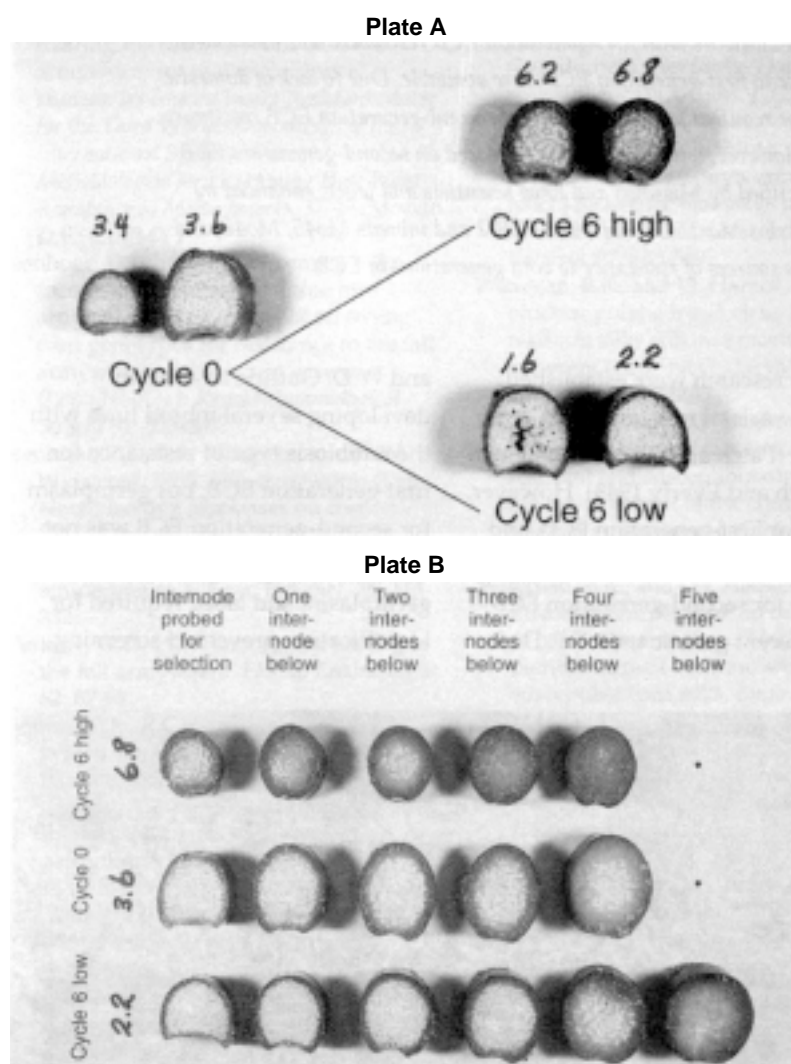 Plate A
6.2 6.8
Cycle 6 high
3.4 3.6
Cycle 0
1.6 2.2
Cycle 6 low
Plate B
Internode
probed
for
selection
One
inter-
node
below
Two
inter-
nodes
below
Three
inter-
nodes
below
Four
inter-
nodes
below
Five
inter-
nodes
below
Cycle 6 high
6.8
Cycle 0
3.6
Cycle 6 low
2.2